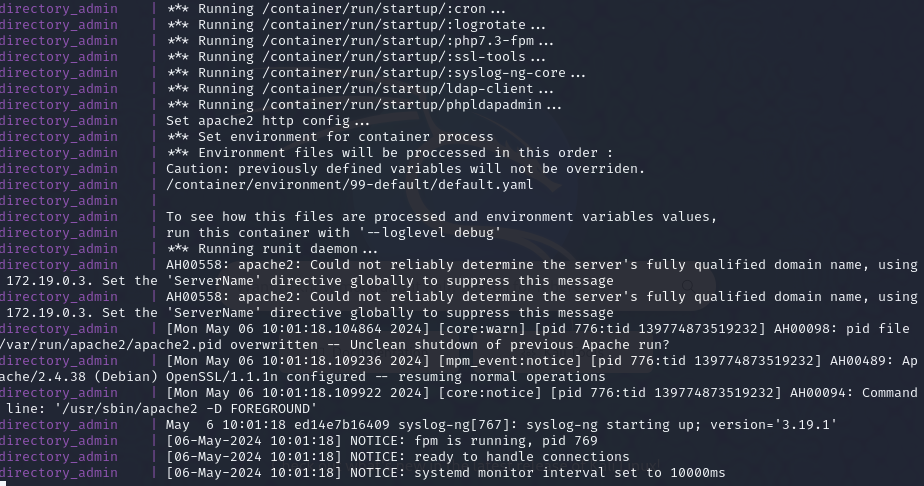 directory_admin | *** Running /container/run/startup/:cron...
directory_admin | *** Running /container/run/startup/:logrotate...
directory_admin | *** Running /container/run/startup/:php7.3-fpm...
directory_admin | *** Running /container/run/startup/:ssl-tools...
directory_admin | *** Running /container/run/startup/:syslog-ng-core...
directory_admin | *** Running /container/run/startup/ldap-client...
directory_admin | *** Running /container/run/startup/phpldapadmin...
directory_admin | Set apache2 http config...
directory_admin | *** Set environment for container process
directory_admin | *** Environment files will be proccessed in this order :
directory_admin | Caution: previously defined variables will not be overriden.
directory_admin | /container/environment/99-default/default.yaml
directory_admin |
directory_admin | To see how this files are processed and environment variables values,
directory_admin | run this container with '--loglevel debug'
directory_admin | *** Running runit daemon...
directory_admin | AH00558: apache2: Could not reliably determine the server's fully qualified domain name, using
172.19.0.3. Set the 'ServerName' directive globally to suppress this message
directory_admin | AH00558: apache2: Could not reliably determine the server's fully qualified domain name, using
172.19.0.3. Set the 'ServerName' directive globally to suppress this message
directory_admin | [Mon May 06 10:01:18.104864 2024] [core:warn] [pid 776:tid 139774873519232] AH00098: pid file
/var/run/apache2/apache2.pid overwritten -- Unclean shutdown of previous Apache run?
directory_admin | [Mon May 06 10:01:18.109236 2024] [mpm_event:notice] [pid 776:tid 139774873519232] AH00489: Ap
ache/2.4.38 (Debian) OpenSSL/1.1.1n configured -- resuming normal operations
directory_admin | [Mon May 06 10:01:18.109922 2024] [core:notice] [pid 776:tid 139774873519232] AH00094: Command
line: '/usr/sbin/apache2 -D FOREGROUND'
directory_admin | May  6 10:01:18 ed14e7b16409 syslog-ng[767]: syslog-ng starting up; version='3.19.1'
directory_admin | [06-May-2024 10:01:18] NOTICE: fpm is running, pid 769
directory_admin | [06-May-2024 10:01:18] NOTICE: ready to handle connections
directory_admin | [06-May-2024 10:01:18] NOTICE: systemd monitor interval set to 10000ms